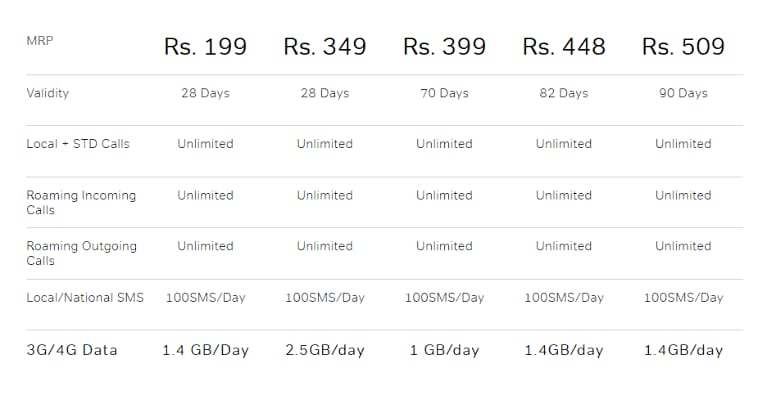 MRP Rs. 199 Rs. 349 Rs. 399 Rs. 448 Rs. 509
Validity 28 Days 28 Days 70 Days 82 Days 90 Days
Local + STD Calls Unlimited Unlimited Unlimited Unlimited Unlimited
Roaming Incoming Unlimited Unlimited Unlimited Unlimited Unlimited
Calls
Roaming Outgoing Unlimited Unlimited Unlimited Unlimited Unlimited
Calls
Local/National SMS 100SMS/Day 100SMS/Day 100SMS/Day 100SMS/Day 100SMS/Day
3G/4G Data 1.4 GB/Day 2.5GB/day 1 GB/day 1.4GB/day 1.4GB/day